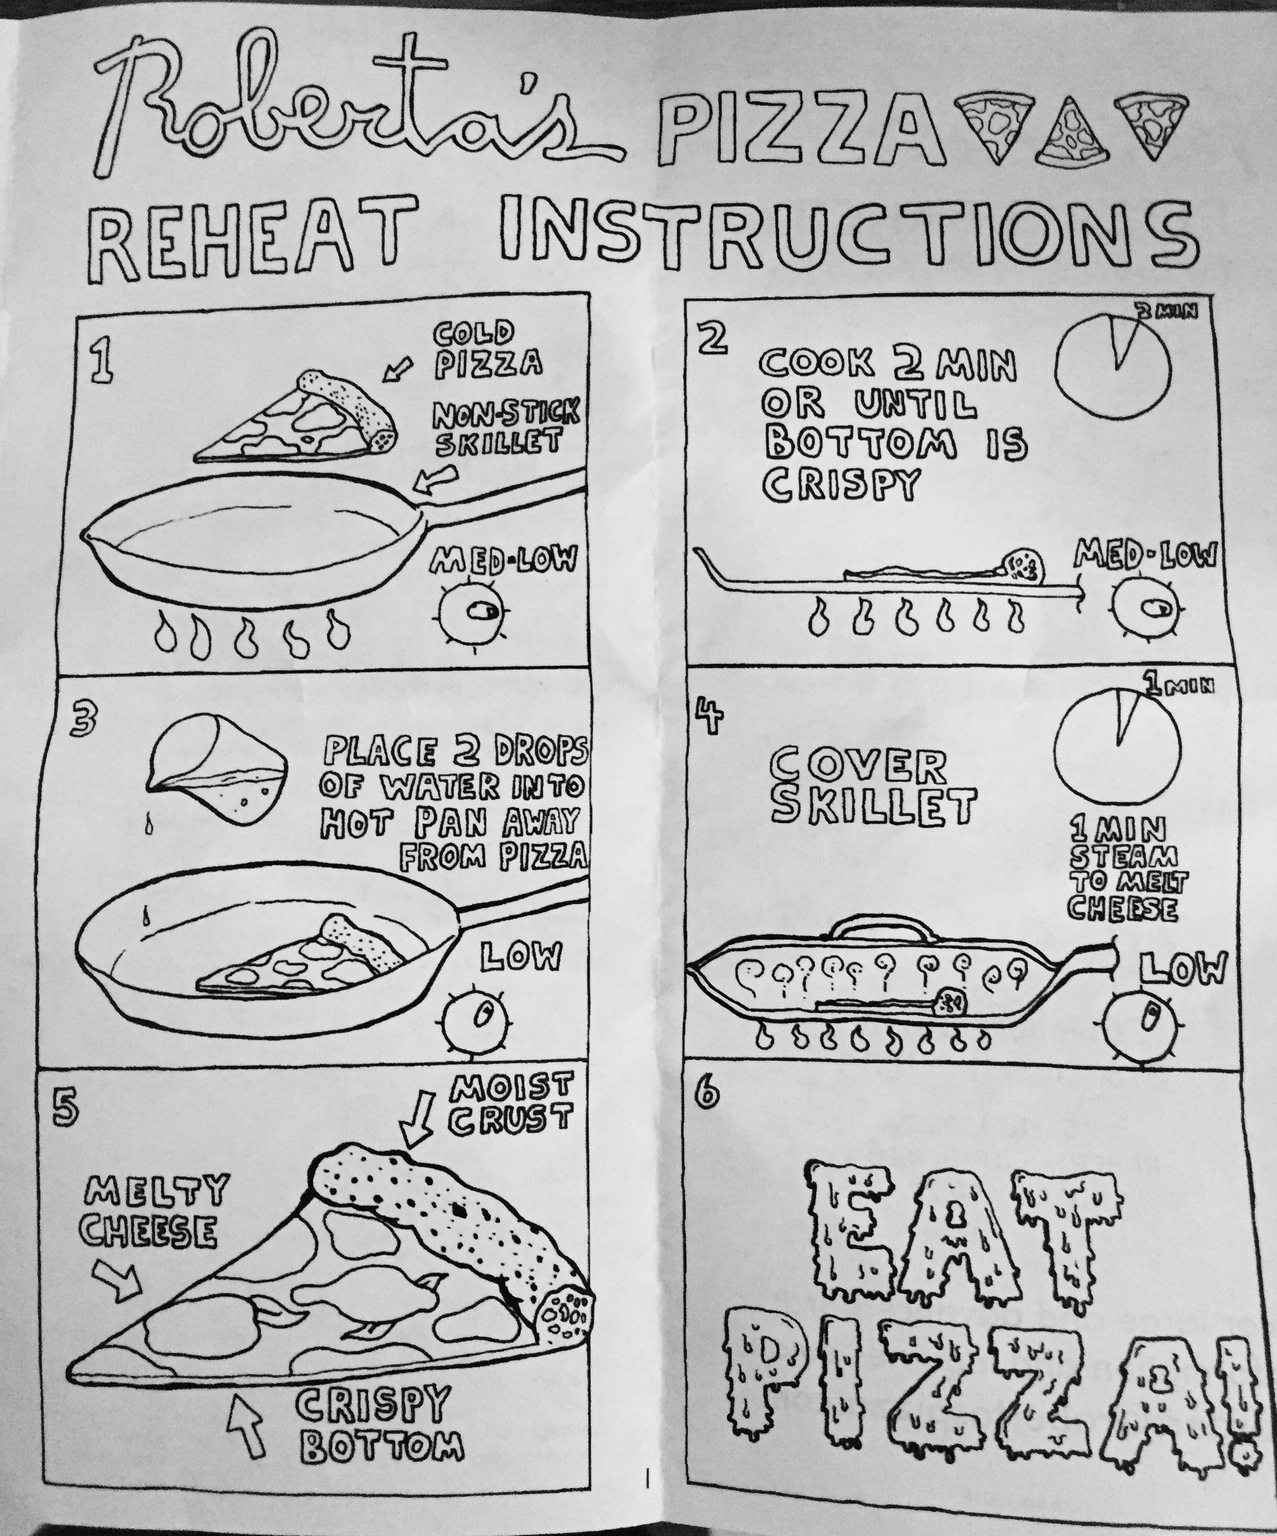 Roberta's PIZZA
REHEAT INSTRUCTIONS
1
COLD
PIZZA
NON-STICK
SKILLET
MED-LOW
2
2 MIN
COOK 2 MIN
OR UNTIL
BOTTOM IS
CRISPY
MED-LOW
3
PLACE 2 DROPS
OF WATER INTO
HOT PAN AWAY
FROM PIZZA
LOW
4
1 MIN
COVER
SKILLET
1 MIN
STEAM
TO MELT
CHEESE
LOW
5
MOIST
CRUST
MELTY
CHEESE
CRISPY
BOTTOM
6
EAT
PIZZA!